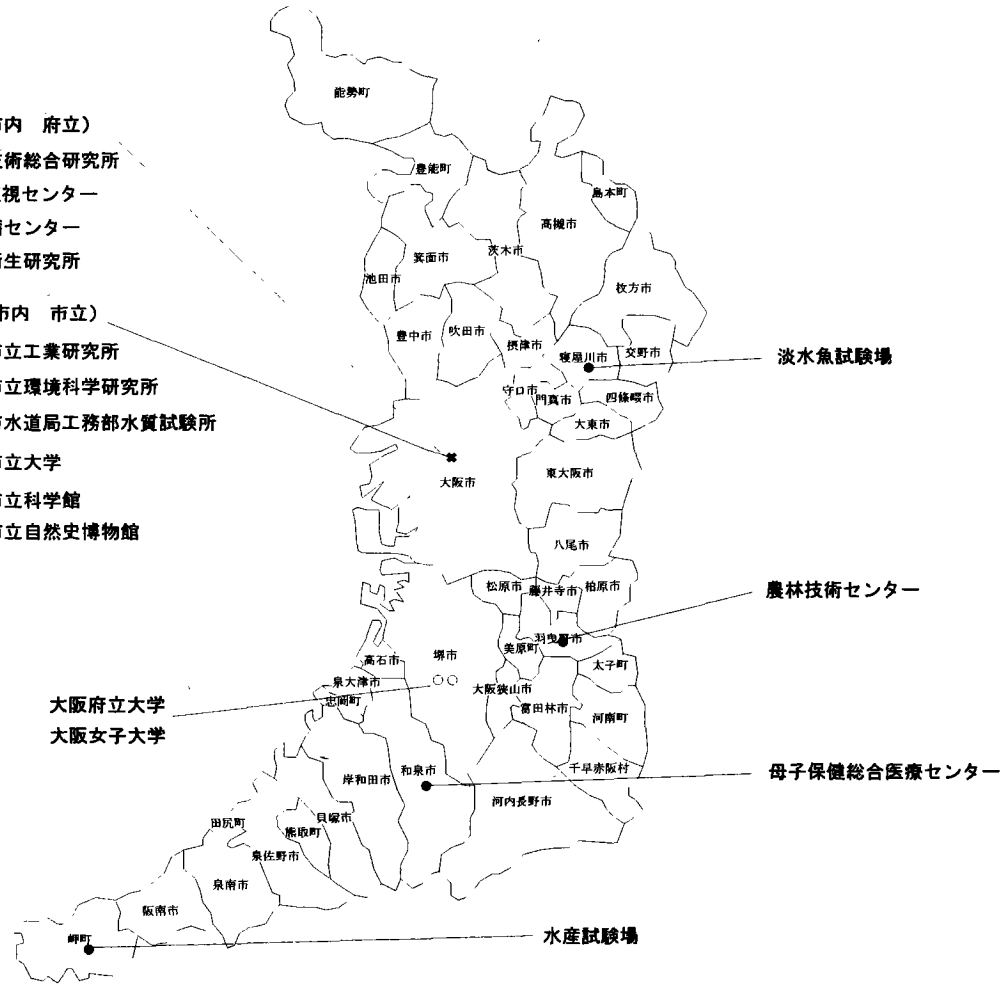 市内 府立）
技術総合研究所
視センター
センター
衛生研究所
市内 市立）
市立工業研究所
市立環境科学研究所
市水道局工務部水質試験所
市立大学
市立科学館
市立自然史博物館
能勢町
豊能町
島本町
高槻市
茨木市
箕面市
池田市
枚方市
豊中市
吹田市
摂津市
寝屋川市
交野市
淡水魚試験場
守口市
門真市
四條畷市
大東市
大阪市
東大阪市
八尾市
松原市
藤井寺市
柏原市
農林技術センター
羽曳野市
美原町
太子町
高石市
堺市
泉大津市
忠岡町
大阪狭山市
富田林市
河南町
大阪府立大学
大阪女子大学
千早赤阪村
母子保健総合医療センター
和泉市
岸和田市
河内長野市
貝塚市
熊取町
田尻町
泉佐野市
泉南市
阪南市
岬町
水産試験場